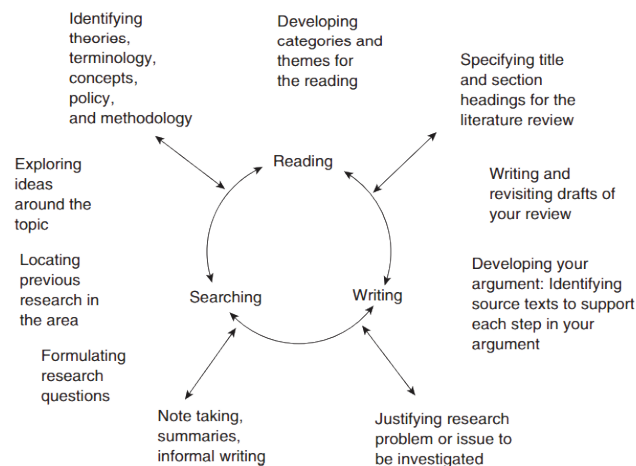 Identifying
theories,
terminology,
concepts,
policy,
and methodology
Developing
categories and
themes for
the reading
Specifying title
and section
headings for the
literature review
Reading
Exploring
ideas
around the
topic
Writing and
revisiting drafts of
your review
Locating
previous
research in
the area
Searching
Writing
Developing your
argument: Identifying
source texts to support
each step in your
argument
Formulating
research
questions
Note taking,
summaries,
informal writing
Justifying research
problem or issue to
be investigated